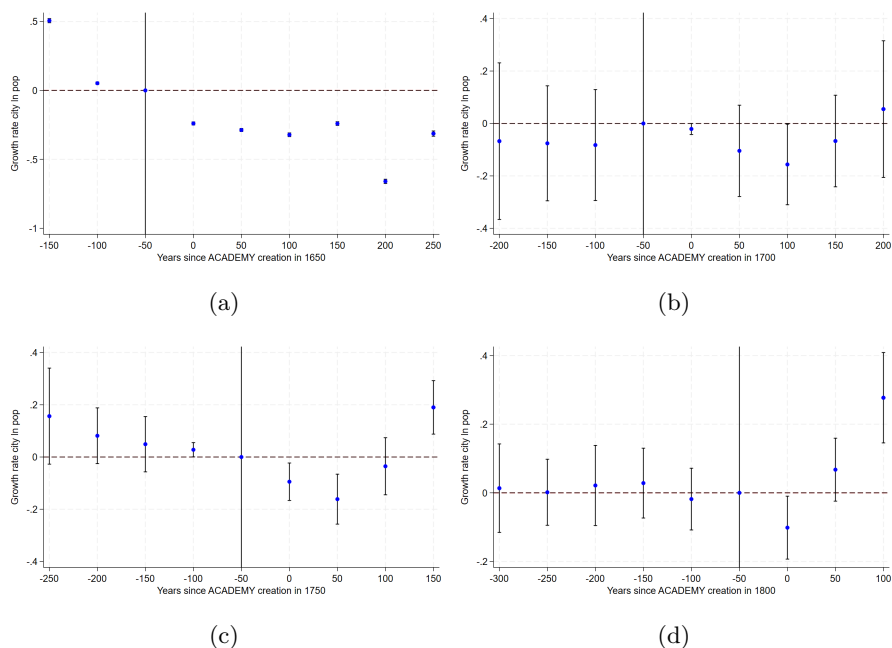 Growth rate city ln pop
.5
0
-.5
-1
-150 -100 -50 0 50 100 150 200 250
Years since ACADEMY creation in 1650
(a)
Growth rate city ln pop
.4
.2
0
-.2
-.4
-200 -150 -100 -50 0 50 100 150 200
Years since ACADEMY creation in 1700
(b)
Growth rate city ln pop
.4
.2
0
-.2
-.4
-250 -200 -150 -100 -50 0 50 100 150
Years since ACADEMY creation in 1750
(c)
Growth rate city ln pop
.4
.2
0
-.2
-300 -250 -200 -150 -100 -50 0 50 100
Years since ACADEMY creation in 1800
(d)